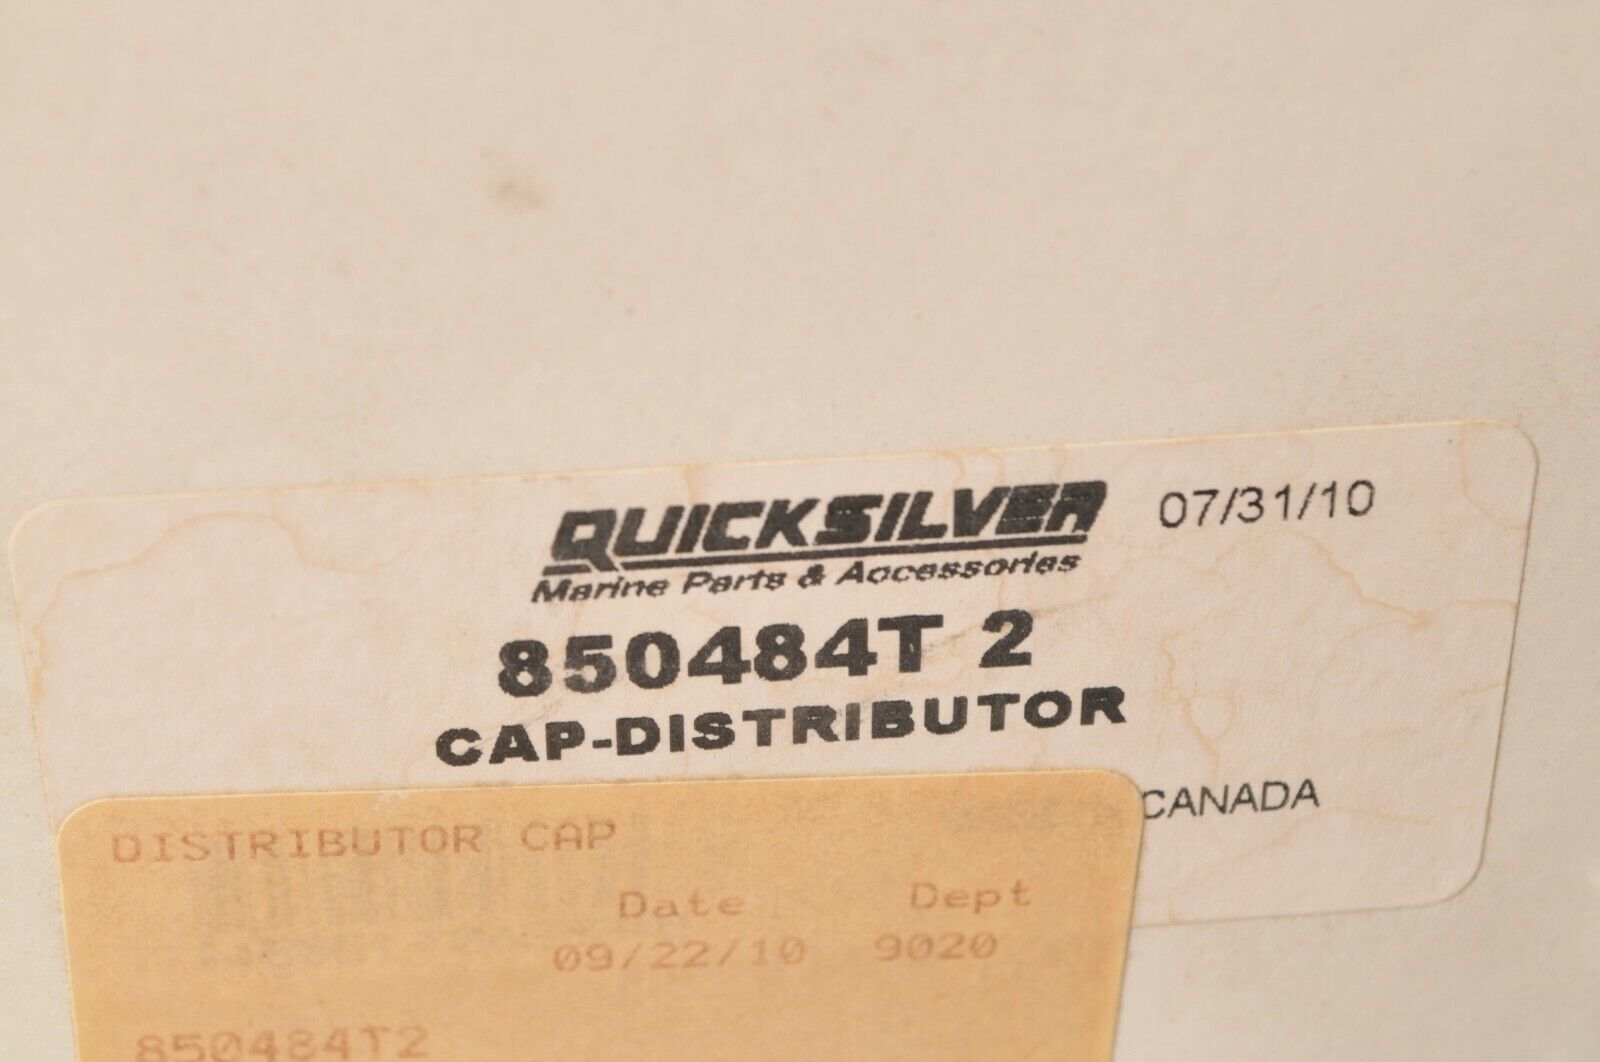 QUICKSILVER 07/31/10
Marine Parts & Accessories
850484T 2
CAP-DISTRIBUTOR
CANADA
DISTRIBUTOR CAP
Date Dept
09/22/10 9020
850484T2